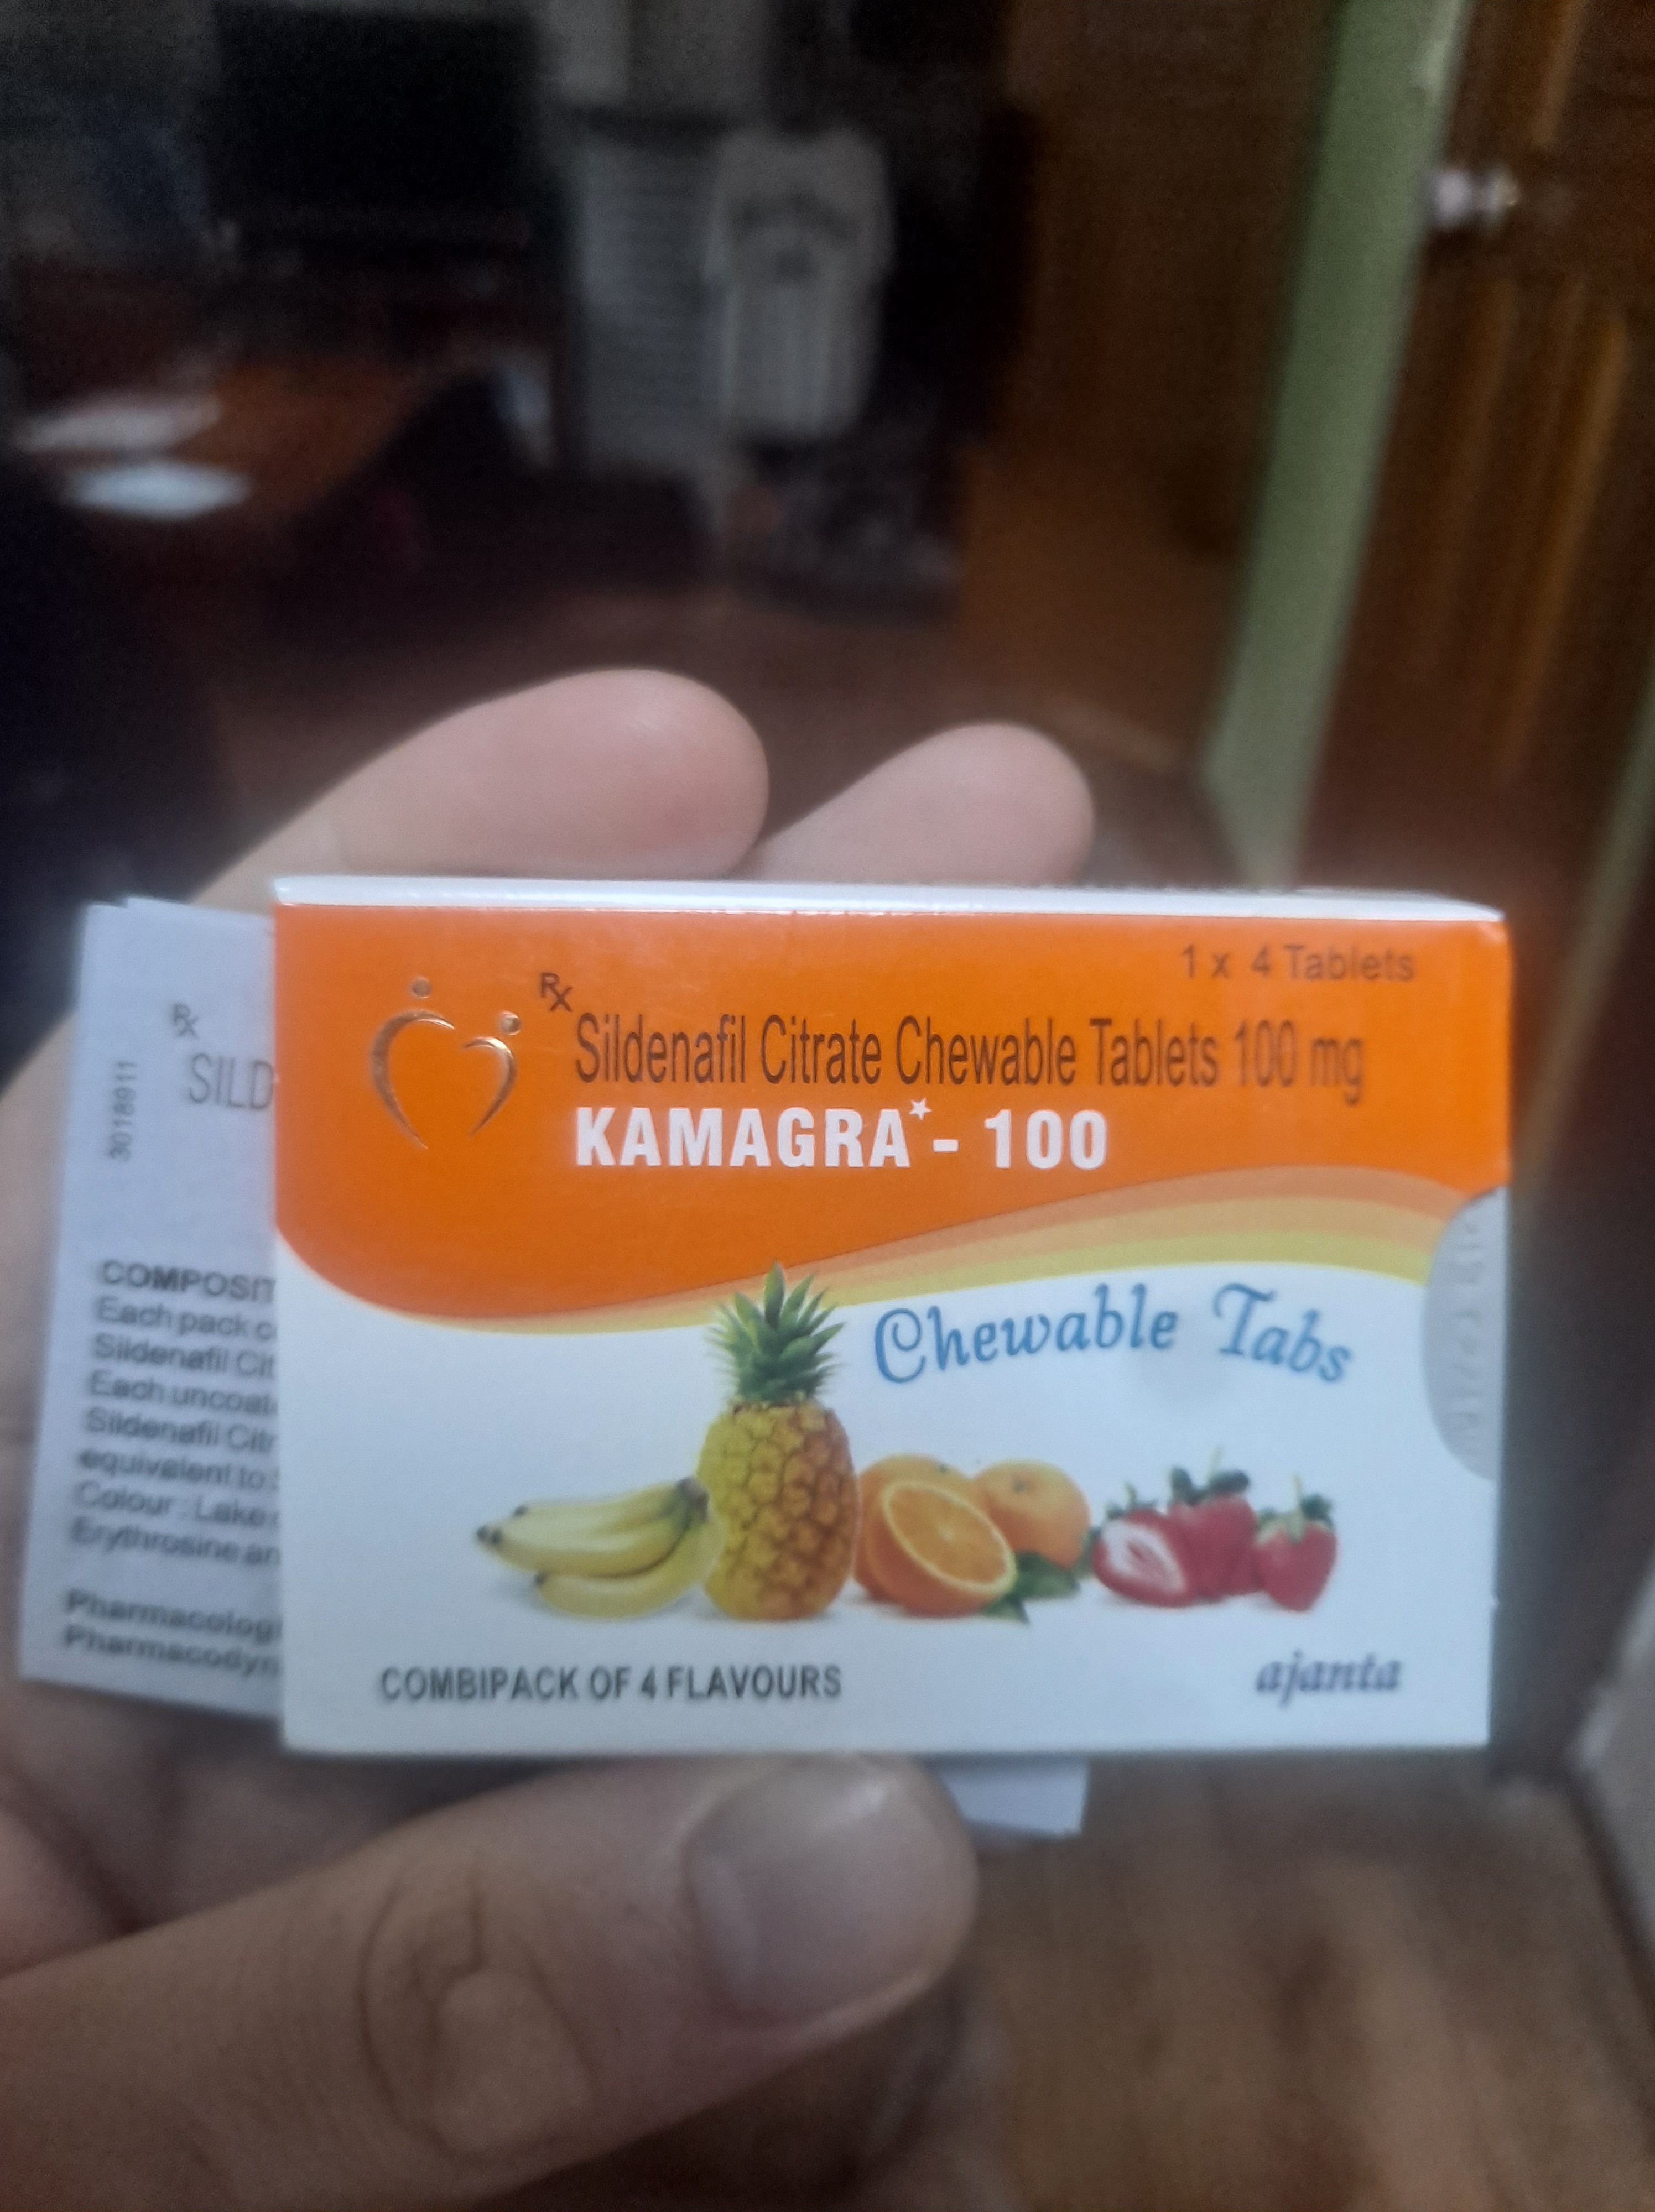 1 x 4 Tablets
Rx
Sildenafil Citrate Chewable Tablets 100 mg
KAMAGRA* - 100
Chewable Tabs
COMBIPACK OF 4 FLAVOURS
ajanta
Rx
SILD
3018911
COMPOSIT
Each pack c
Sildenafil Cit
Each uncoat
Sildenafil Citr
equivalent to
Colour : Lake
Erythrosine an
Pharmacolog
Pharmacodyn